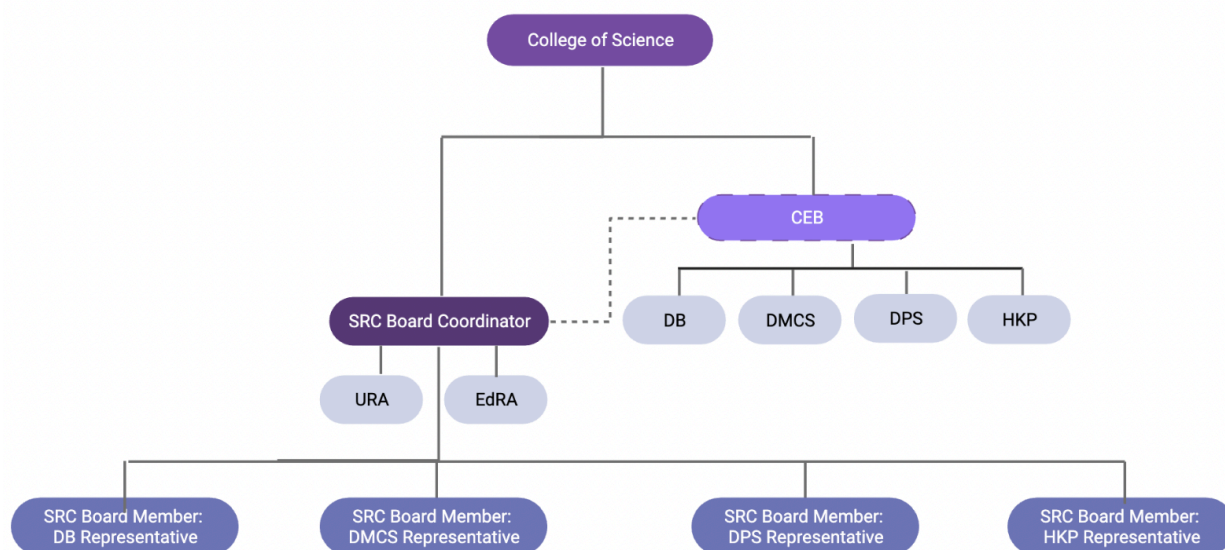 College of Science
CEB
SRC Board Coordinator
DB
DMCS
DPS
HKP
URA
EdRA
SRC Board Member:
DB Representative
SRC Board Member:
DMCS Representative
SRC Board Member:
DPS Representative
SRC Board Member:
HKP Representative